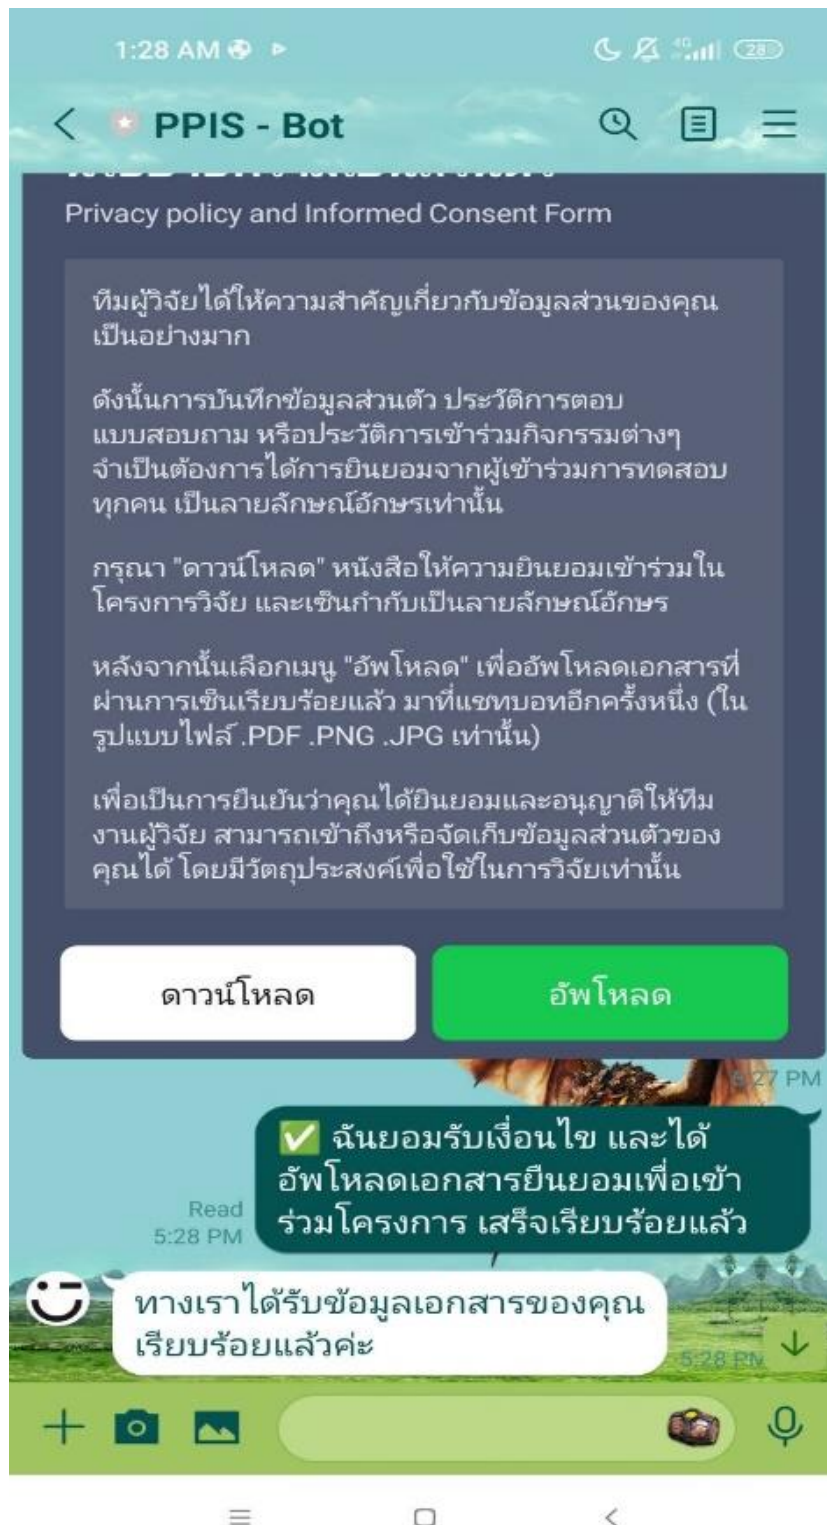 1:28 AM
4G
28
PPIS - Bot
Privacy policy and Informed Consent Form
ทีมผู้วิจัยได้ให้ความสำคัญเกี่ยวกับข้อมูลส่วนของคุณ
เป็นอย่างมาก
ดังนั้นการบันทึกข้อมูลส่วนตัว ประวัติการตอบ
แบบสอบถาม หรือประวัติการเข้าร่วมกิจกรรมต่างๆ
จำเป็นต้องการได้การยินยอมจากผู้เข้าร่วมการทดสอบ
ทุกคน เป็นลายลักษณ์อักษรเท่านั้น
กรุณา "ดาวน์โหลด" หนังสือให้ความยินยอมเข้าร่วมใน
โครงการวิจัย และเซ็นกำกับเป็นลายลักษณ์อักษร
หลังจากนั้นเลือกเมนู "อัพโหลด" เพื่ออัพโหลดเอกสารที่
ผ่านการเซ็นเรียบร้อยแล้ว มาที่แชทบอทอีกครั้งหนึ่ง (ใน
รูปแบบไฟล์ .PDF .PNG .JPG เท่านั้น)
เพื่อเป็นการยืนยันว่าคุณได้ยินยอมและอนุญาติให้ทีม
งานผู้วิจัย สามารถเข้าถึงหรือจัดเก็บข้อมูลส่วนตัวของ
คุณได้ โดยมีวัตถุประสงค์เพื่อใช้ในการวิจัยเท่านั้น
ดาวน์โหลด
อัพโหลด
PM
✅ ฉันยอมรับเงื่อนไข และได้
อัพโหลดเอกสารยืนยอมเพื่อเข้า
ร่วมโครงการ เสร็จเรียบร้อยแล้ว
Read
5:28 PM
ทางเราได้รับข้อมูลเอกสารของคุณ
เรียบร้อยแล้วค่ะ
5:28 PM